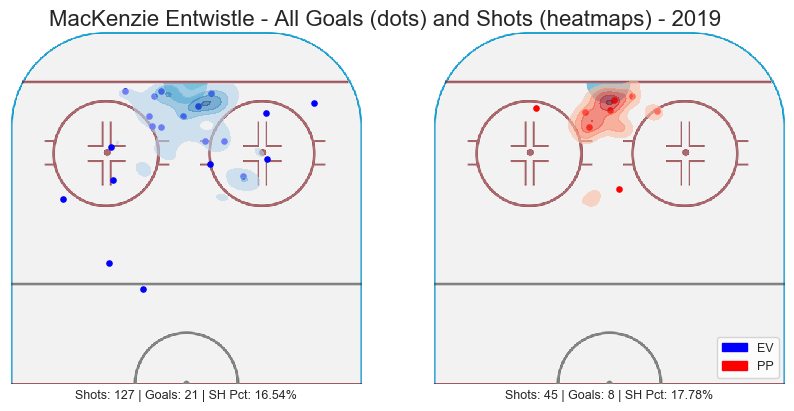 MacKenzie Entwistle - All Goals (dots) and Shots (heatmaps) - 2019
EV
PP
Shots: 127 | Goals: 21 | SH Pct: 16.54%
Shots: 45 | Goals: 8 | SH Pct: 17.78%